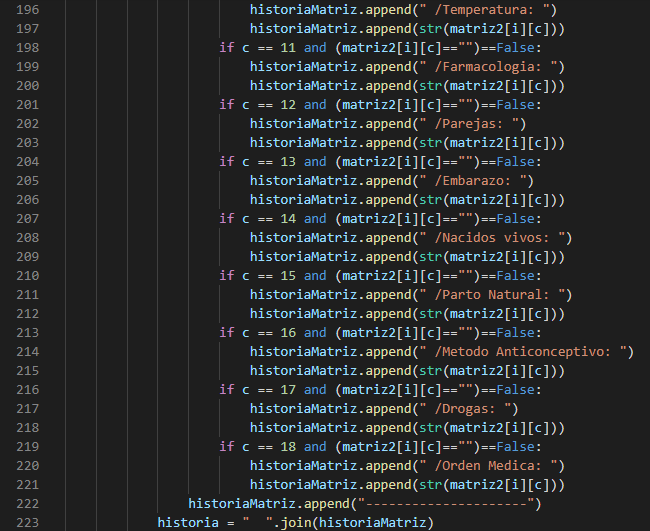 196 historiaMatriz.append(" /Temperatura: ")
197 historiaMatriz.append(str(matriz2[i][c]))
198 if c == 11 and (matriz2[i][c]=="")==False:
199 historiaMatriz.append(" /Farmacologia: ")
200 historiaMatriz.append(str(matriz2[i][c]))
201 if c == 12 and (matriz2[i][c]=="")==False:
202 historiaMatriz.append(" /Parejas: ")
203 historiaMatriz.append(str(matriz2[i][c]))
204 if c == 13 and (matriz2[i][c]=="")==False:
205 historiaMatriz.append(" /Embarazo: ")
206 historiaMatriz.append(str(matriz2[i][c]))
207 if c == 14 and (matriz2[i][c]=="")==False:
208 historiaMatriz.append(" /Nacidos vivos: ")
209 historiaMatriz.append(str(matriz2[i][c]))
210 if c == 15 and (matriz2[i][c]=="")==False:
211 historiaMatriz.append(" /Parto Natural: ")
212 historiaMatriz.append(str(matriz2[i][c]))
213 if c == 16 and (matriz2[i][c]=="")==False:
214 historiaMatriz.append(" /Metodo Anticonceptivo: ")
215 historiaMatriz.append(str(matriz2[i][c]))
216 if c == 17 and (matriz2[i][c]=="")==False:
217 historiaMatriz.append(" /Drogas: ")
218 historiaMatriz.append(str(matriz2[i][c]))
219 if c == 18 and (matriz2[i][c]=="")==False:
220 historiaMatriz.append(" /Orden Medica: ")
221 historiaMatriz.append(str(matriz2[i][c]))
222 historiaMatriz.append("---------------------")
223 historia = "  ".join(historiaMatriz)